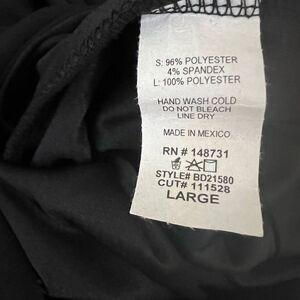 S: 96% POLYESTER
4% SPANDEX
L: 100% POLYESTER
HAND WASH COLD
DO NOT BLEACH
LINE DRY
MADE IN MEXICO
RN # 148731
STYLE# BD21580
CUT# 111528
LARGE